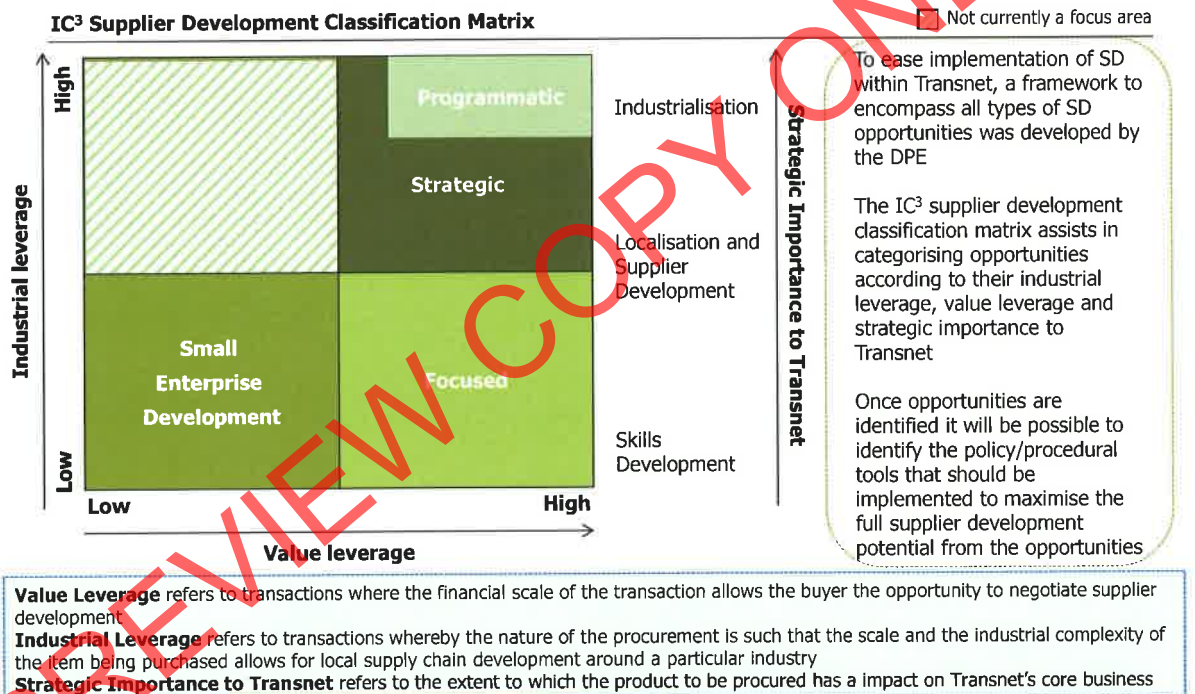 IC³ Supplier Development Classification Matrix
Not currently a focus area
High
Industrial leverage
Low
Programmatic
Strategic
Small
Enterprise
Development
Focused
Low
High
Value leverage
Industrialisation
Localisation and
Supplier
Development
Skills
Development
Strategic Importance to Transnet
To ease implementation of SD
within Transnet, a framework to
encompass all types of SD
opportunities was developed by
the DPE
The IC³ supplier development
classification matrix assists in
categorising opportunities
according to their industrial
leverage, value leverage and
strategic importance to
Transnet
Once opportunities are
identified it will be possible to
identify the policy/procedural
tools that should be
implemented to maximise the
full supplier development
potential from the opportunities
Value Leverage refers to transactions where the financial scale of the transaction allows the buyer the opportunity to negotiate supplier
development
Industrial Leverage refers to transactions whereby the nature of the procurement is such that the scale and the industrial complexity of
the item being purchased allows for local supply chain development around a particular industry
Strategic Importance to Transnet refers to the extent to which the product to be procured has a impact on Transnet's core business
REVIEW COPY ON